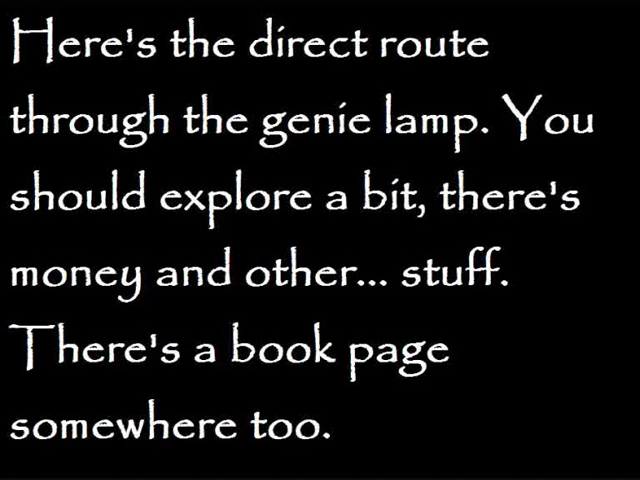 Here's the direct route
through the genie lamp. You
should explore a bit, there's
money and other... stuff.
There's a book page
somewhere too.